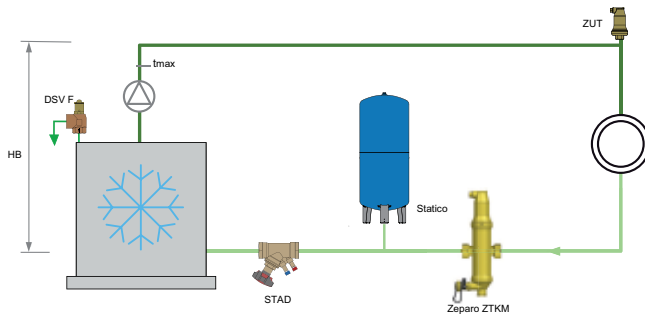 ZUT
tmax
DSV F
HB
Statico
STAD
Zeparo ZTKM